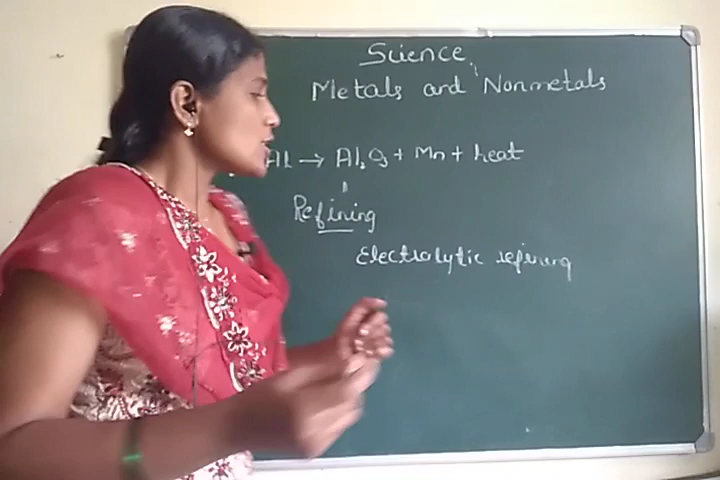 Science
Metals and Nonmetals
Al → Al₂O₃ + Mn + heat
Refining
Electrolytic refining